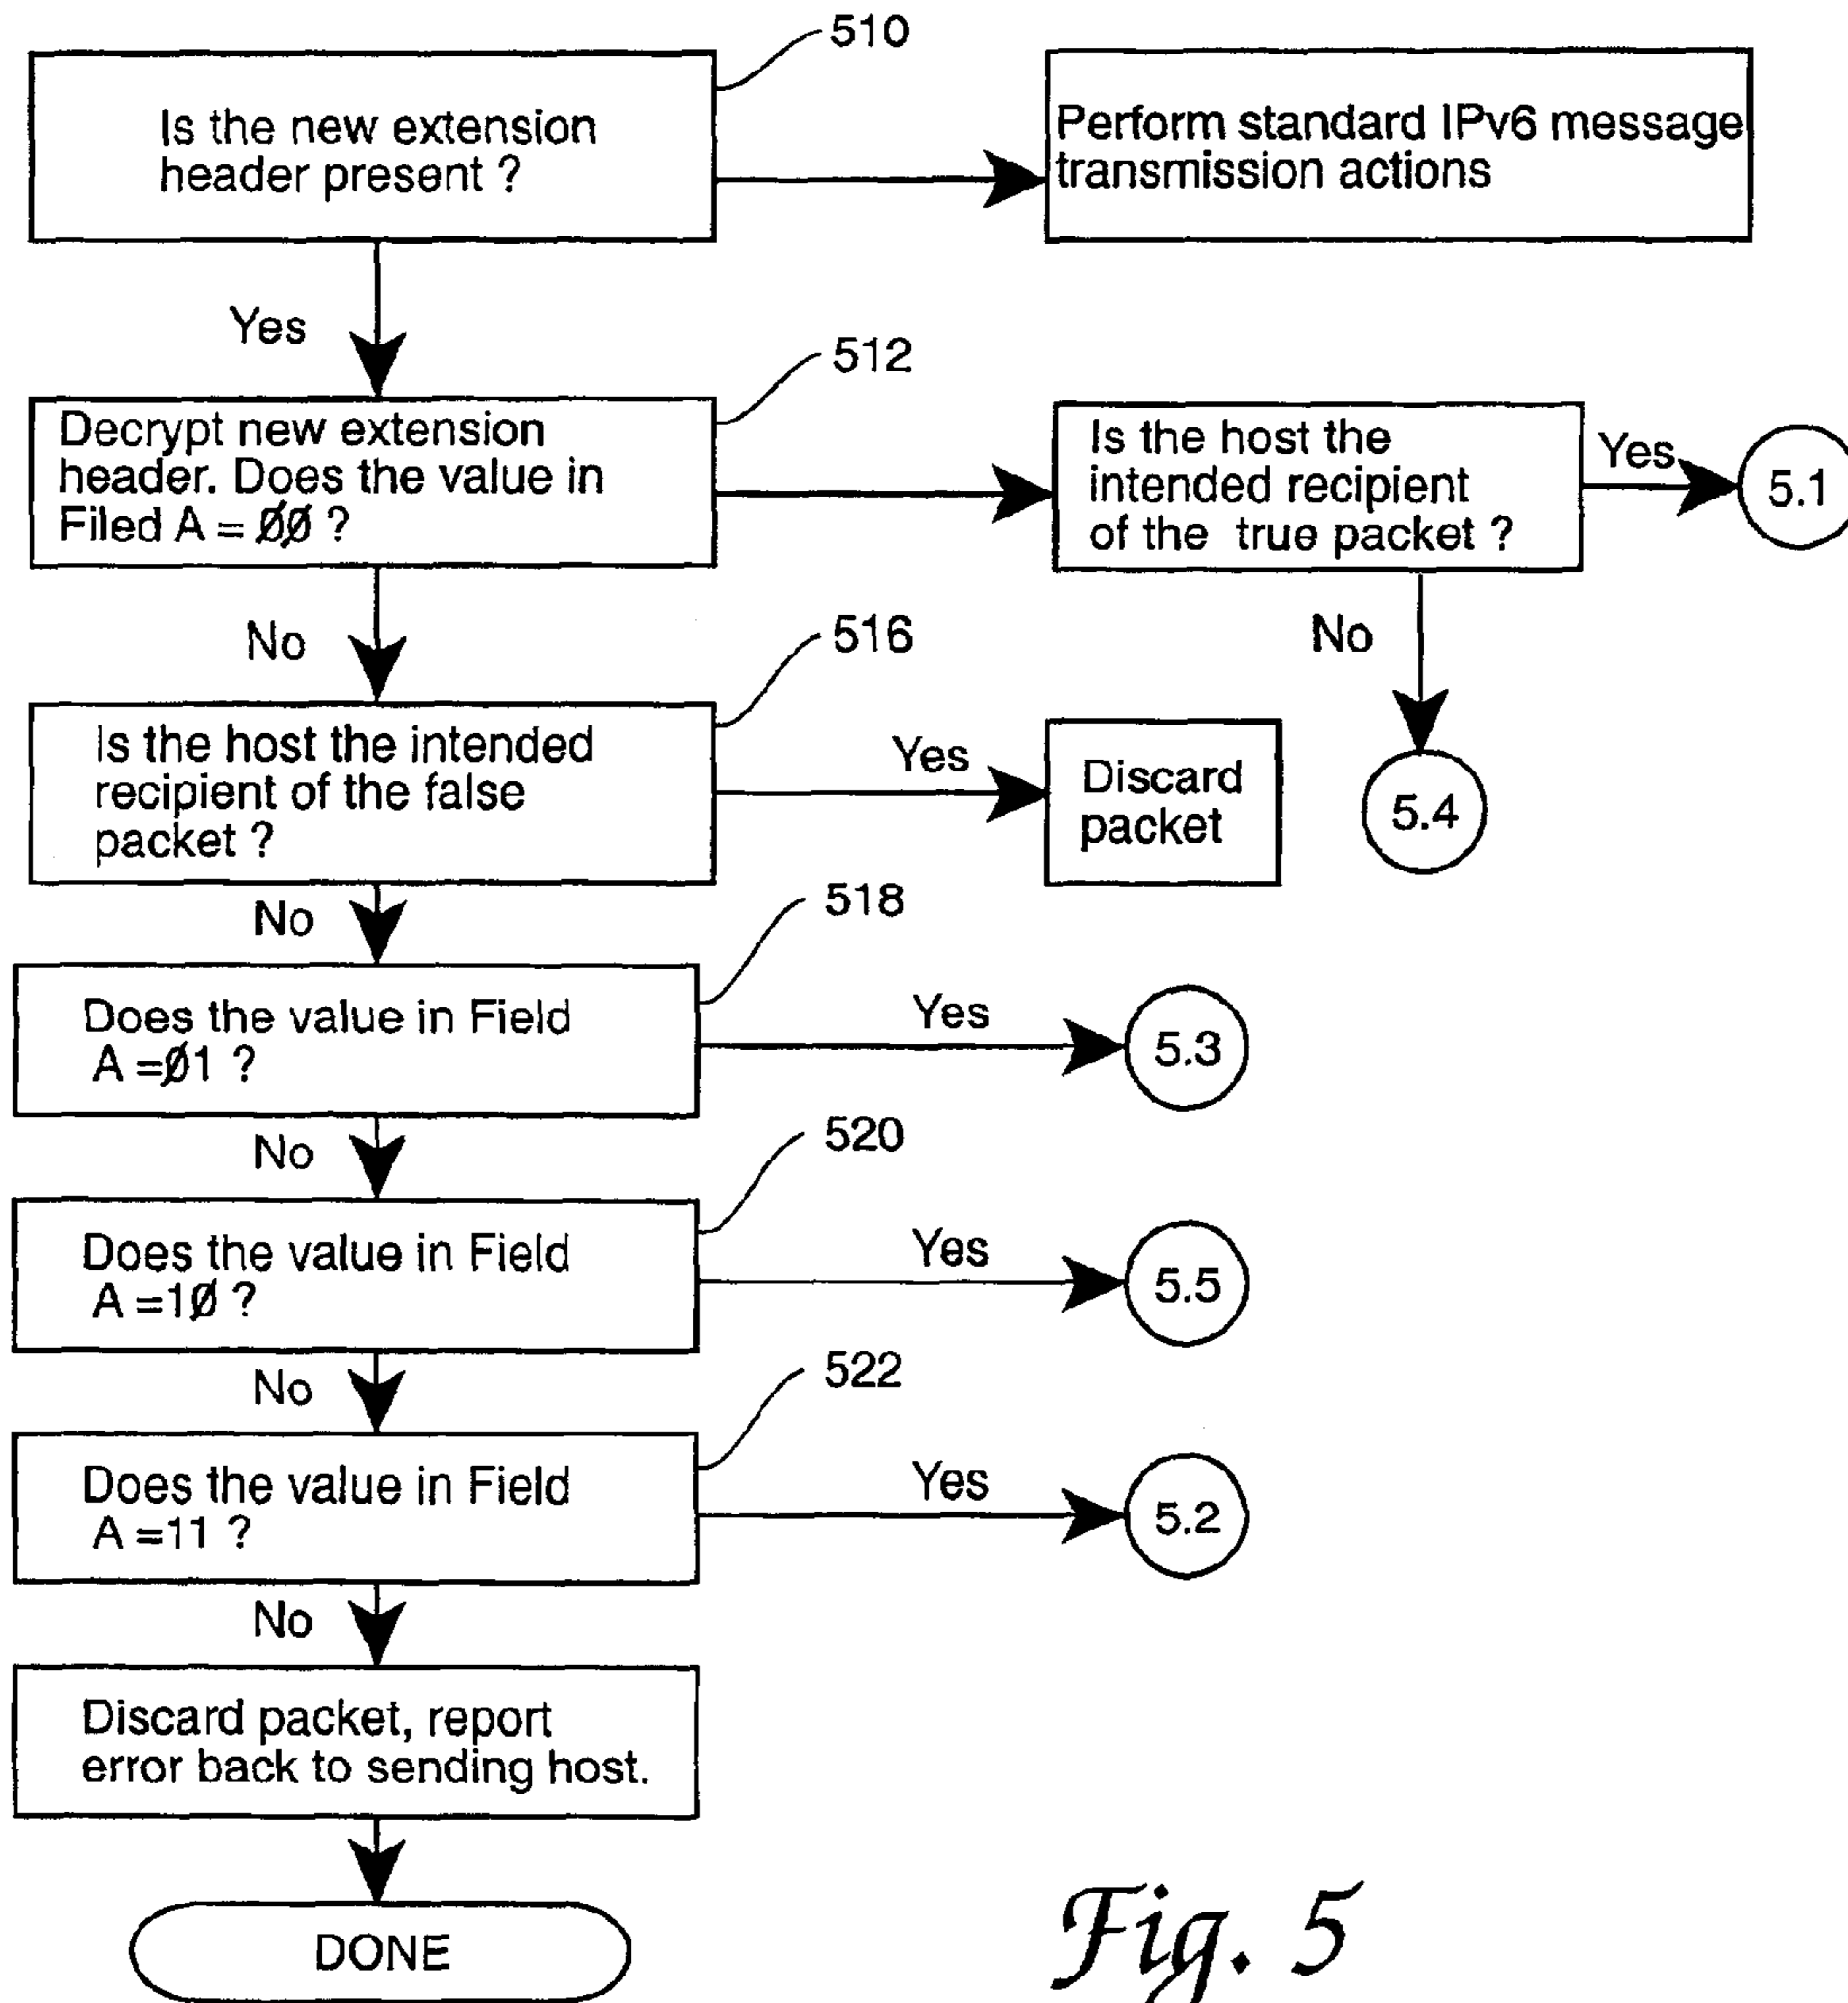 510
Is the new extension
header present ?
Perform standard IPv6 message
transmission actions
Yes
512
Decrypt new extension
header. Does the value in
Filed A = ØØ ?
Is the host the
intended recipient
of the true packet ?
Yes
5.1
No
516
No
Is the host the intended
recipient of the false
packet ?
Yes
Discard
packet
5.4
No
518
Does the value in Field
A =Ø1 ?
Yes
5.3
No
520
Does the value in Field
A =1Ø ?
Yes
5.5
No
522
Does the value in Field
A =11 ?
Yes
5.2
No
Discard packet, report
error back to sending host.
DONE
Fig. 5